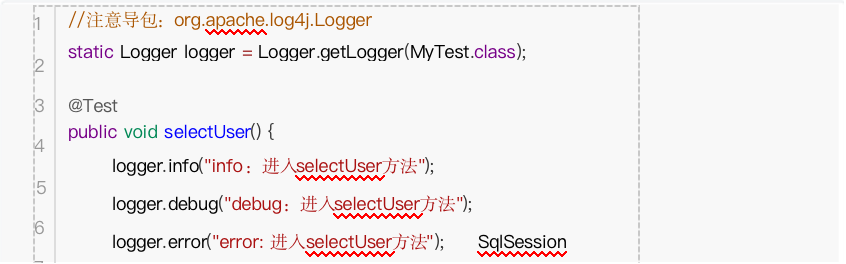 1 //注意导包：org.apache.log4j.Logger
static Logger logger = Logger.getLogger(MyTest.class);
2
3 @Test
public void selectUser() {
4
logger.info("info：进入selectUser方法");
5
logger.debug("debug：进入selectUser方法");
6
logger.error("error: 进入selectUser方法"); SqlSession